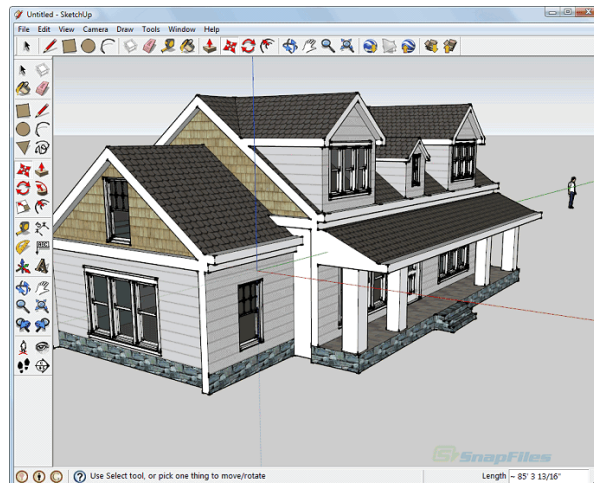 Untitled - SketchUp
File Edit View Camera Draw Tools Window Help
ABC
SnapFiles
Use Select tool, or pick one thing to move/rotate
Length ~ 85' 3 13/16"